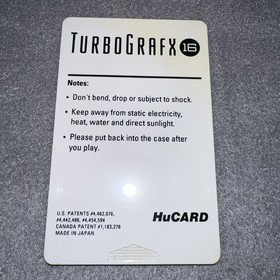 TURBOGRAFX 16
Notes:
• Don't bend, drop or subject to shock.
• Keep away from static electricity,
heat, water and direct sunlight.
• Please put back into the case after
you play.
U.S. PATENTS #4,462,076,
#4,442,486, #4,454,594
CANADA PATENT #1,183,276
MADE IN JAPAN
HuCARD